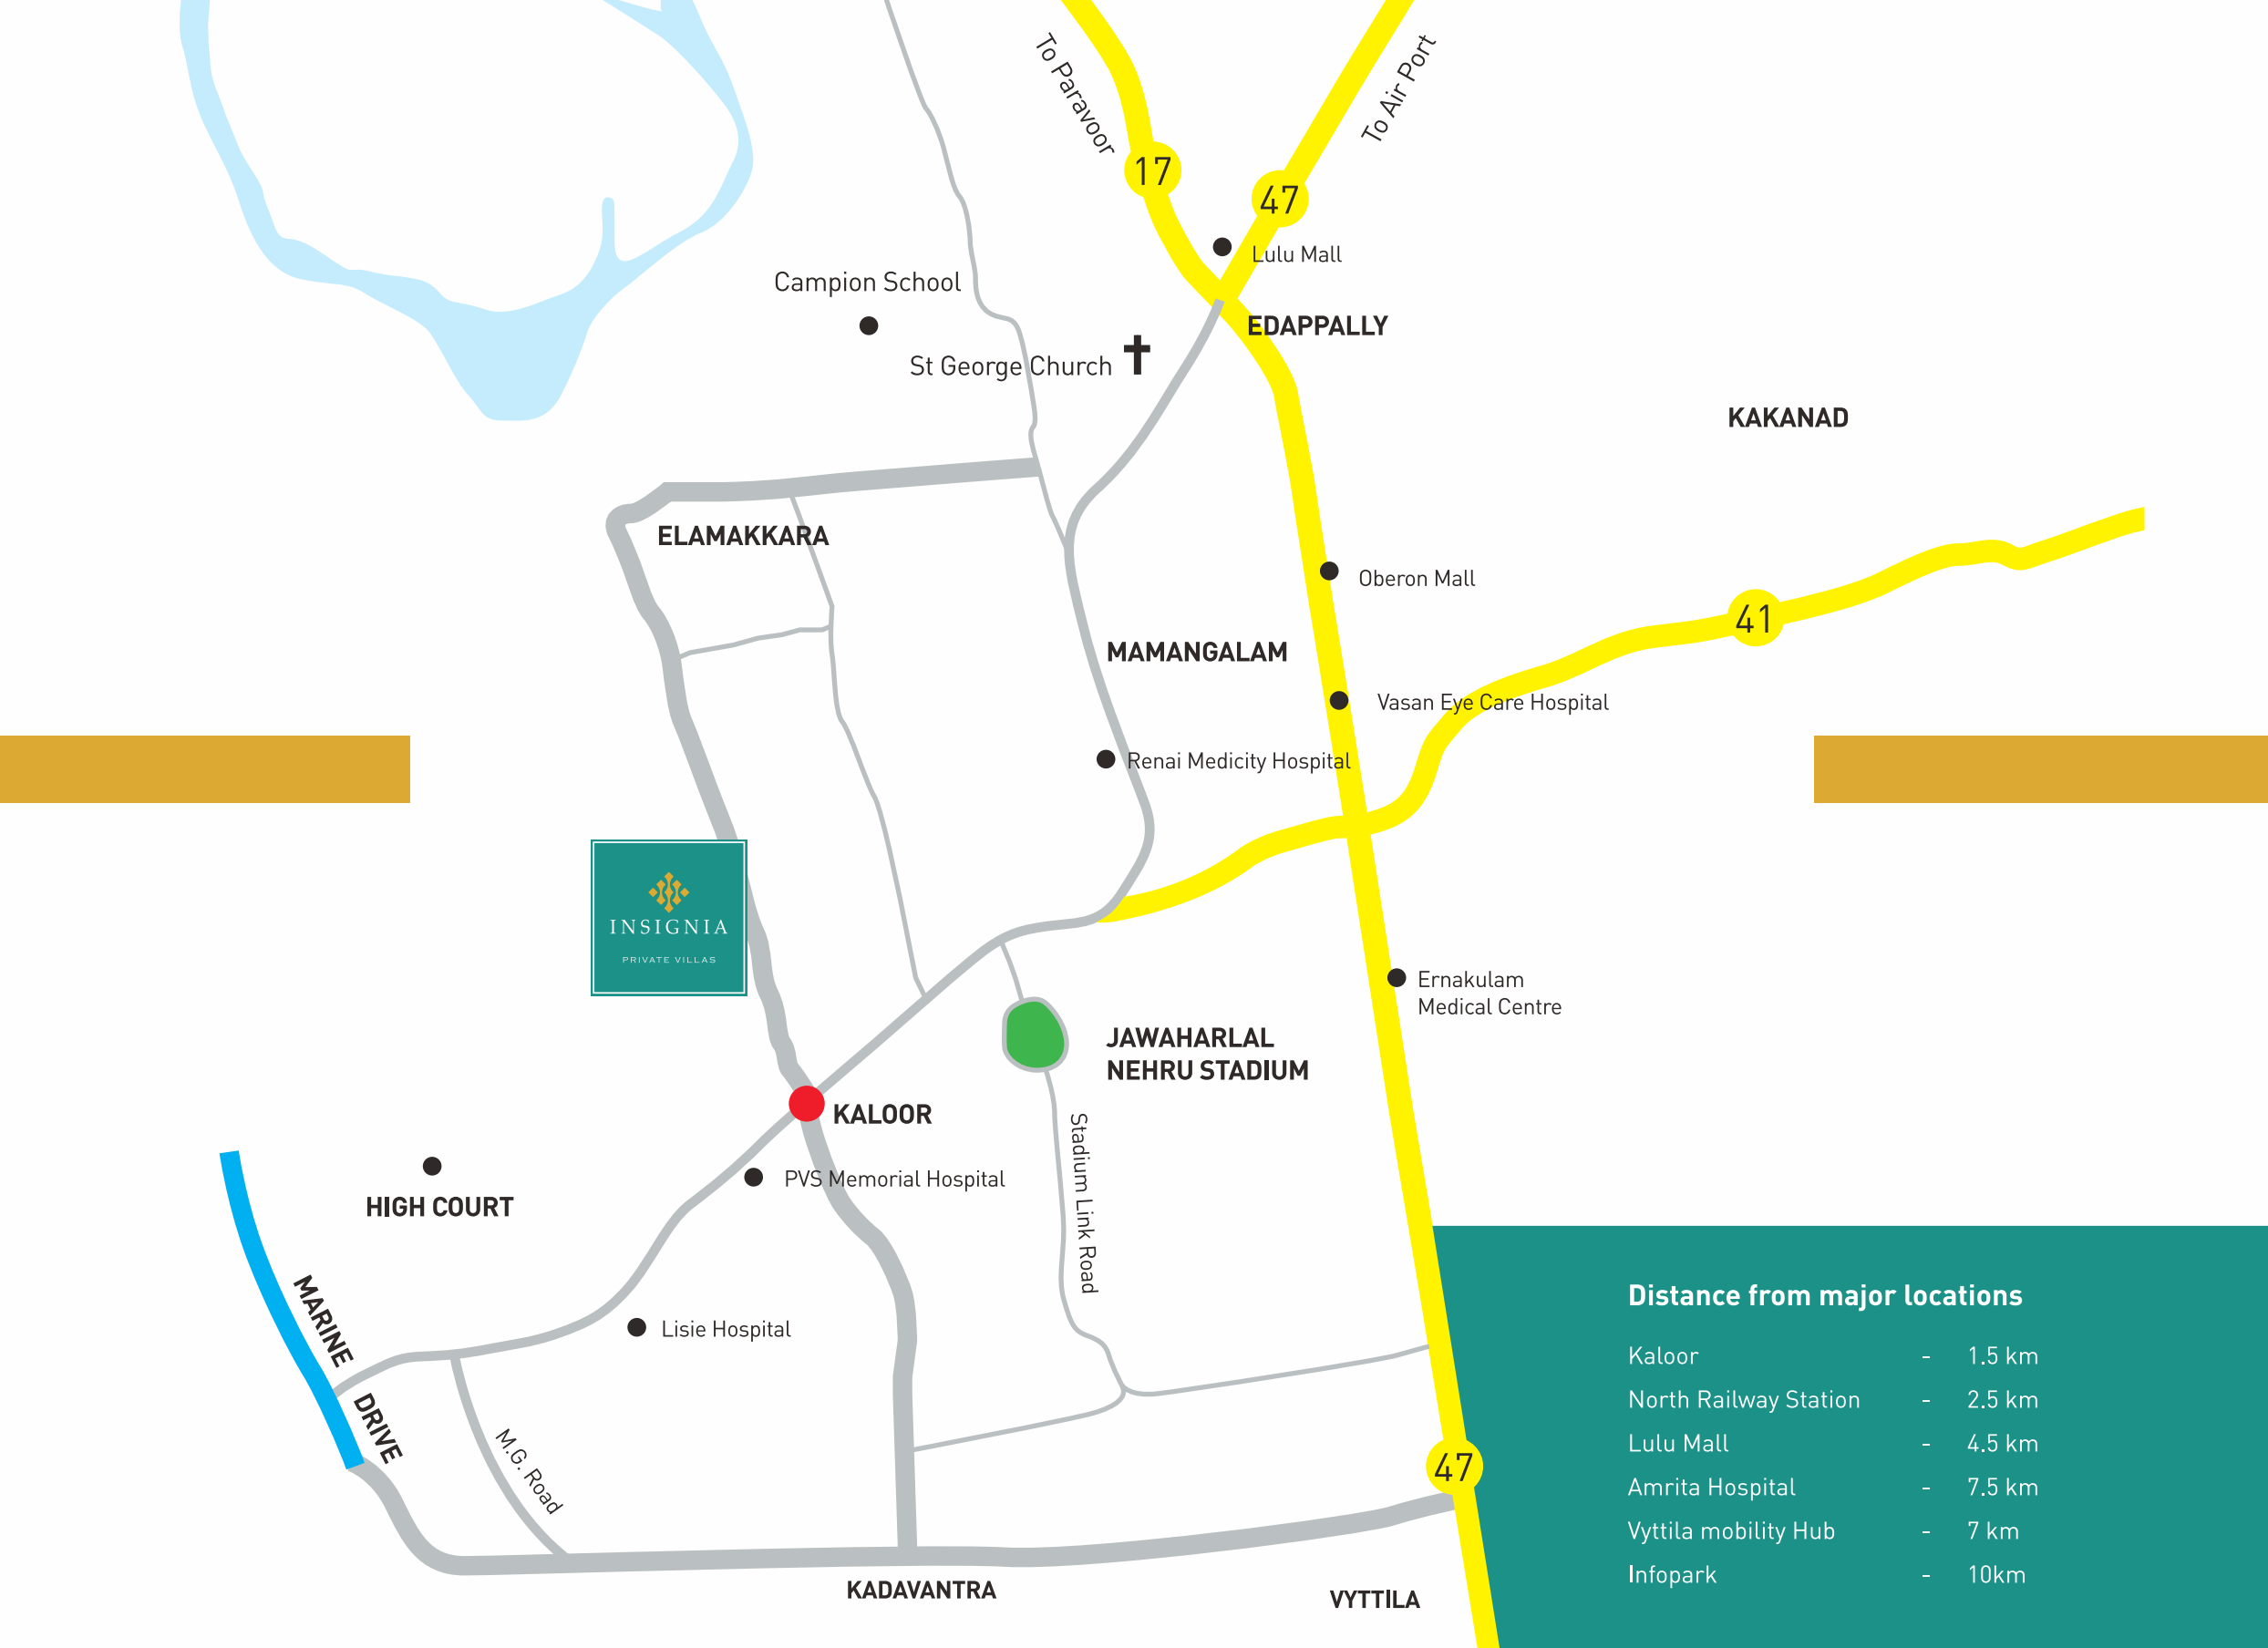 To Paravoor
To Air Port
17
47
Lulu Mall
Campion School
EDAPPALLY
St George Church
KAKANAD
ELAMAKKARA
Oberon Mall
41
MAMANGALAM
Vasan Eye Care Hospital
Renai Medicity Hospital
INSIGNIA
PRIVATE VILLAS
Ernakulam
Medical Centre
JAWAHARLAL
NEHRU STADIUM
KALOOR
Stadium Link Road
PVS Memorial Hospital
HIGH COURT
MARINE
DRIVE
Lisie Hospital
M.G. Road
47
KADAVANTRA
VYTTILA
Distance from major locations
Kaloor - 1.5 km
North Railway Station - 2.5 km
Lulu Mall - 4.5 km
Amrita Hospital - 7.5 km
Vyttila mobility Hub - 7 km
Infopark - 10km